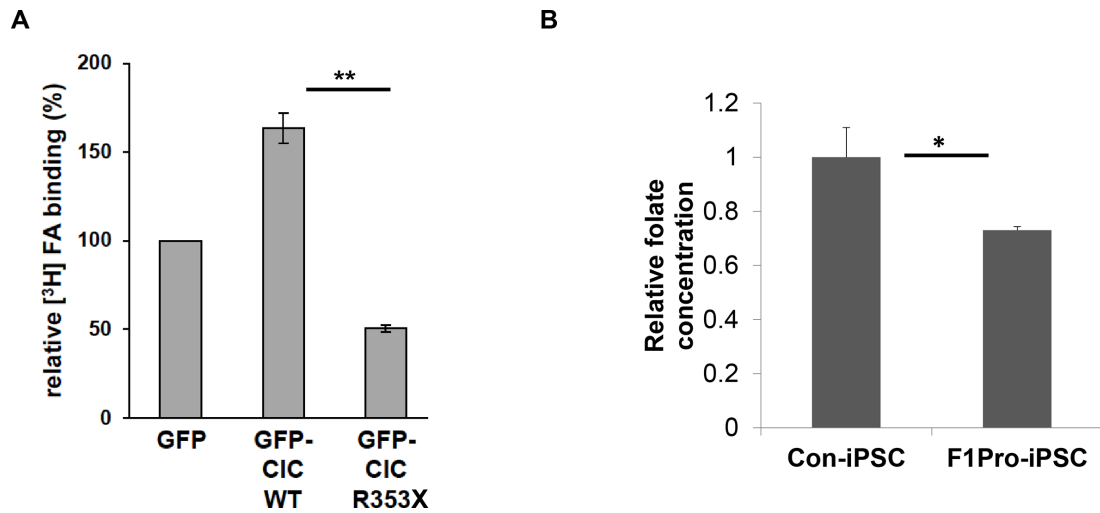 A
relative [³H] FA binding (%)
200
150
100
50
0
**
GFP
GFP-
CIC
WT
GFP-
CIC
R353X
B
Relative folate
concentration
1.2
1
0.8
0.6
0.4
0.2
0
*
Con-iPSC
F1Pro-iPSC